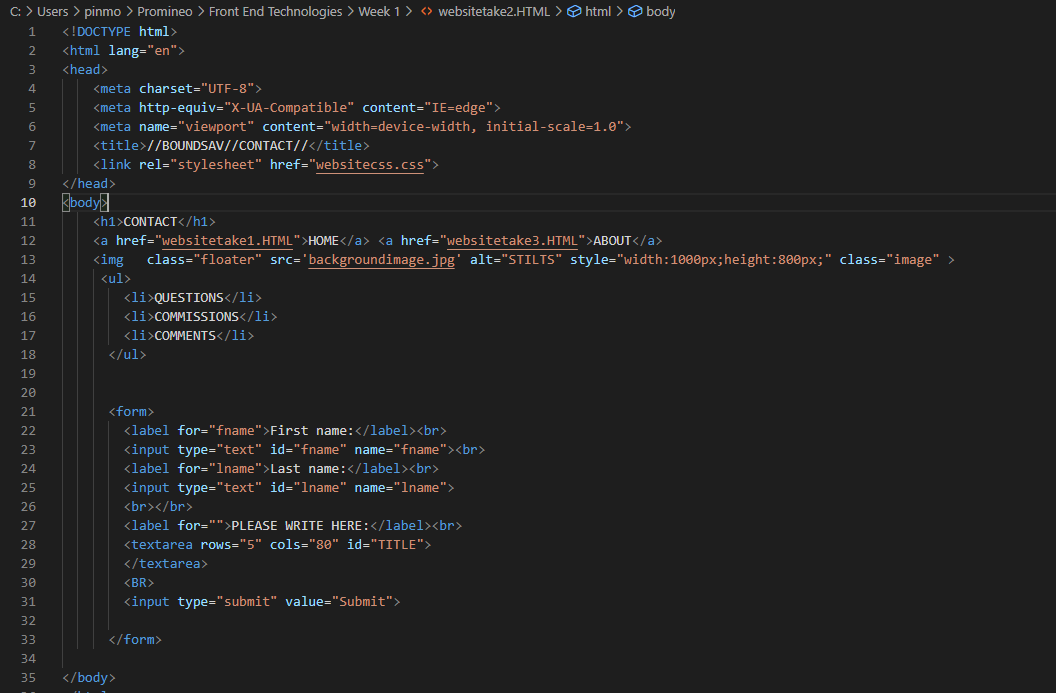 C: > Users > pinmo > Promineo > Front End Technologies > Week 1 > websitetake2.HTML > html > body
1 <!DOCTYPE html>
2 <html lang="en">
3 <head>
4 <meta charset="UTF-8">
5 <meta http-equiv="X-UA-Compatible" content="IE=edge">
6 <meta name="viewport" content="width=device-width, initial-scale=1.0">
7 <title>//BOUNDSAV//CONTACT//</title>
8 <link rel="stylesheet" href="websitecss.css">
9 </head>
10 <body>
11 <h1>CONTACT</h1>
12 <a href="websitetake1.HTML">HOME</a> <a href="websitetake3.HTML">ABOUT</a>
13 <img   class="floater" src='backgroundimage.jpg' alt="STILTS" style="width:1000px;height:800px;" class="image" >
14 <ul>
15 <li>QUESTIONS</li>
16 <li>COMMISSIONS</li>
17 <li>COMMENTS</li>
18 </ul>
19
20
21 <form>
22 <label for="fname">First name:</label><br>
23 <input type="text" id="fname" name="fname"><br>
24 <label for="lname">Last name:</label><br>
25 <input type="text" id="lname" name="lname">
26 <br></br>
27 <label for="">PLEASE WRITE HERE:</label><br>
28 <textarea rows="5" cols="80" id="TITLE">
29 </textarea>
30 <BR>
31 <input type="submit" value="Submit">
32
33 </form>
34
35 </body>